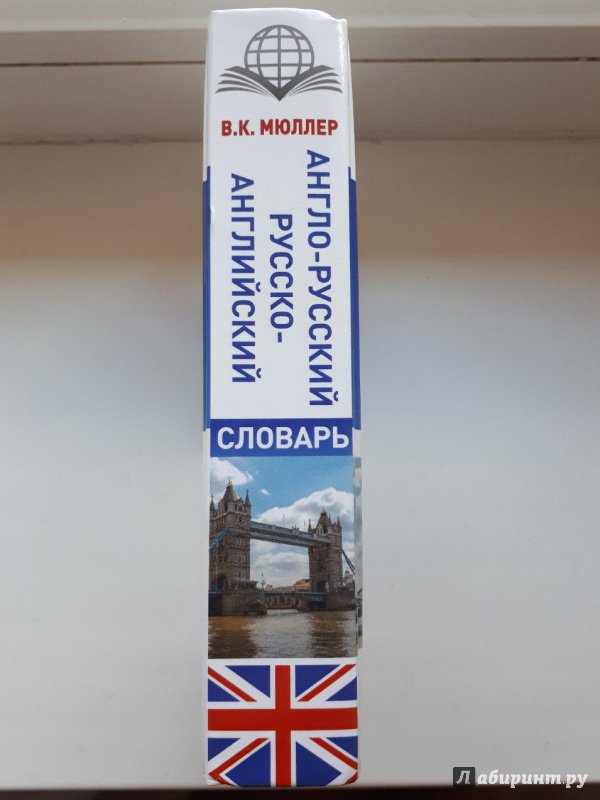 В.К. МЮЛЛЕР
АНГЛО-РУССКИЙ
РУССКО-
АНГЛИЙСКИЙ
СЛОВАРЬ
Лабиринт.ру